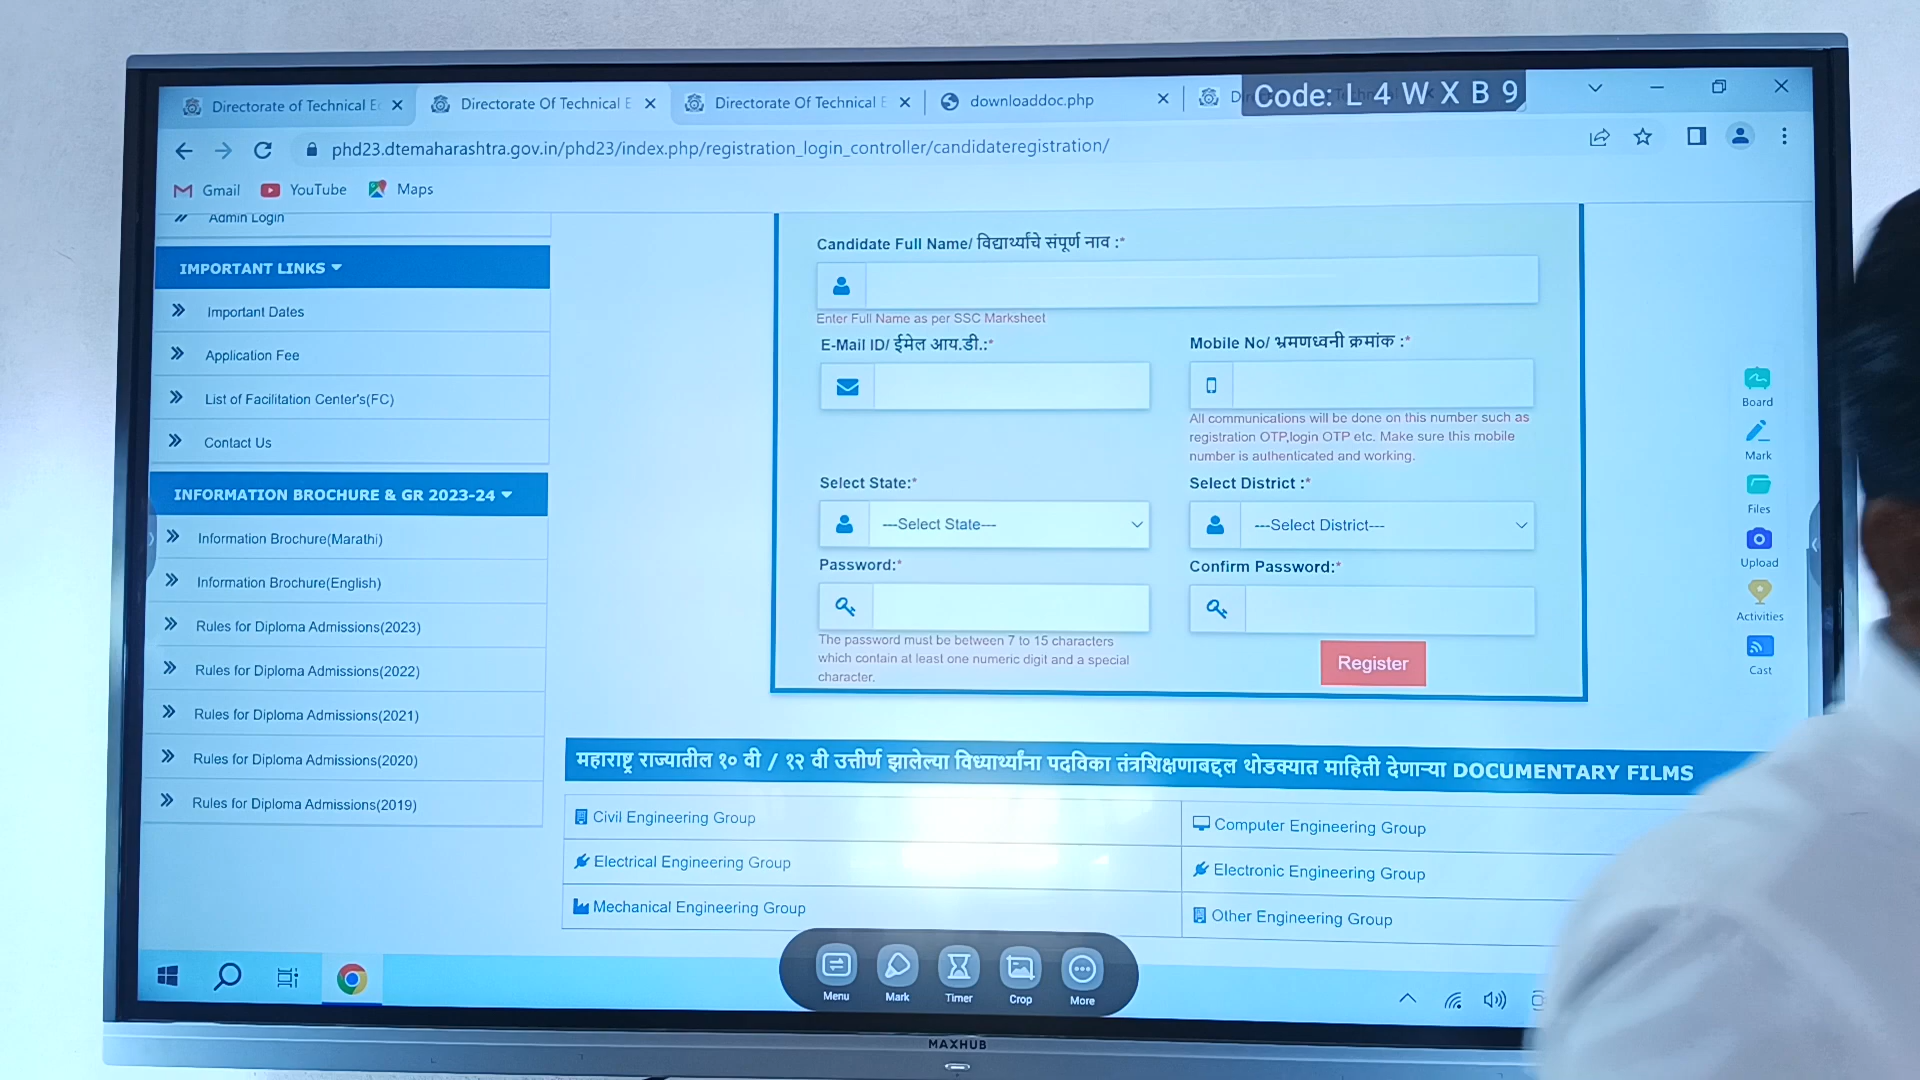 Directorate of Technical E
Directorate Of Technical E
Directorate Of Technical E
downloaddoc.php
Code: L 4 W X B 9
phd23.dtemaharashtra.gov.in/phd23/index.php/registration_login_controller/candidateregistration/
Gmail
YouTube
Maps
Admin Login
IMPORTANT LINKS
Important Dates
Application Fee
List of Facilitation Center's(FC)
Contact Us
INFORMATION BROCHURE & GR 2023-24
Information Brochure(Marathi)
Information Brochure(English)
Rules for Diploma Admissions(2023)
Rules for Diploma Admissions(2022)
Rules for Diploma Admissions(2021)
Rules for Diploma Admissions(2020)
Rules for Diploma Admissions(2019)
Candidate Full Name/ विद्यार्थ्याचे संपूर्ण नाव :*
Enter Full Name as per SSC Marksheet
E-Mail ID/ ईमेल आय.डी.:*
Mobile No/ भ्रमणध्वनी क्रमांक :*
All communications will be done on this number such as
registration OTP,login OTP etc. Make sure this mobile
number is authenticated and working.
Select State:*
Select District :*
---Select State---
---Select District---
Password:*
Confirm Password:*
The password must be between 7 to 15 characters
which contain at least one numeric digit and a special
character.
Register
महाराष्ट्र राज्यातील १० वी / १२ वी उत्तीर्ण झालेल्या विध्यार्थ्यांना पदविका तंत्रशिक्षणाबद्दल थोडक्यात माहिती देणाऱ्या DOCUMENTARY FILMS
Civil Engineering Group
Computer Engineering Group
Electrical Engineering Group
Electronic Engineering Group
Mechanical Engineering Group
Other Engineering Group
Board
Mark
Files
Upload
Activities
Cast
Menu
Mark
Timer
Crop
More
MAXHUB